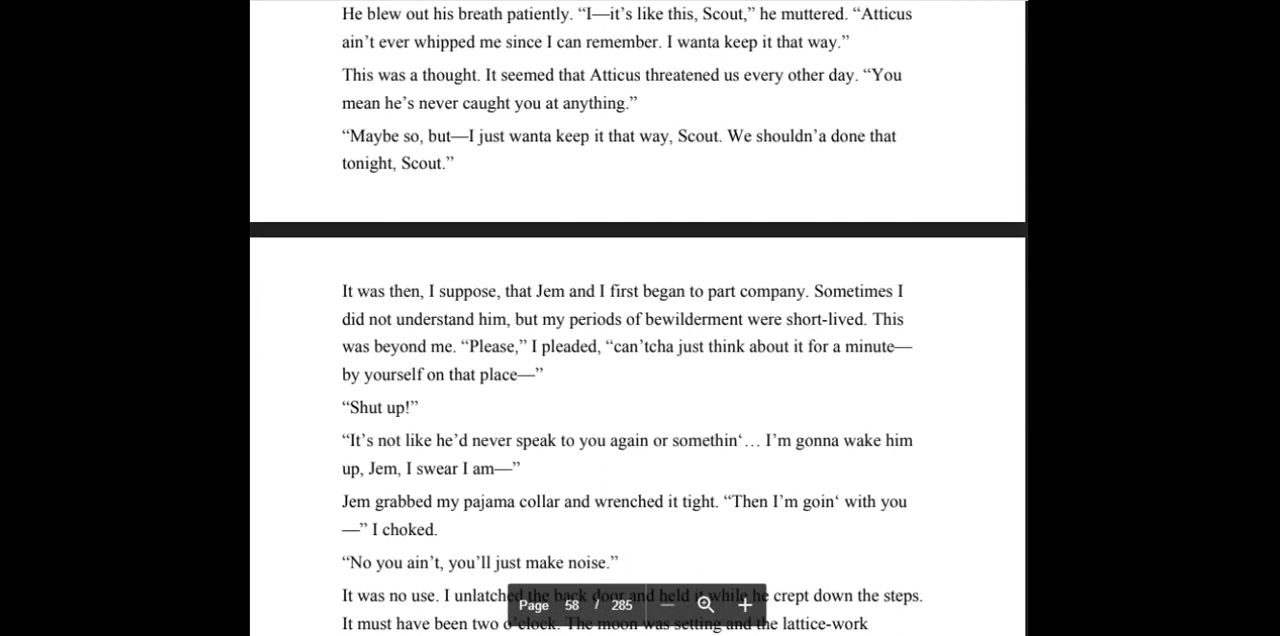 He blew out his breath patiently. “I—it’s like this, Scout,” he muttered. “Atticus
ain’t ever whipped me since I can remember. I wanta keep it that way.”
This was a thought. It seemed that Atticus threatened us every other day. “You
mean he’s never caught you at anything.”
“Maybe so, but—I just wanta keep it that way, Scout. We shouldn’a done that
tonight, Scout.”
It was then, I suppose, that Jem and I first began to part company. Sometimes I
did not understand him, but my periods of bewilderment were short-lived. This
was beyond me. “Please,” I pleaded, “can’tcha just think about it for a minute—
by yourself on that place—”
“Shut up!”
“It’s not like he’d never speak to you again or somethin‘… I’m gonna wake him
up, Jem, I swear I am—”
Jem grabbed my pajama collar and wrenched it tight. “Then I’m goin‘ with you
—” I choked.
“No you ain’t, you’ll just make noise.”
It was no use. I unlatched the back door and held it while he crept down the steps.
Page 58 / 285
It must have been two o’clock. The moon was setting and the lattice-work